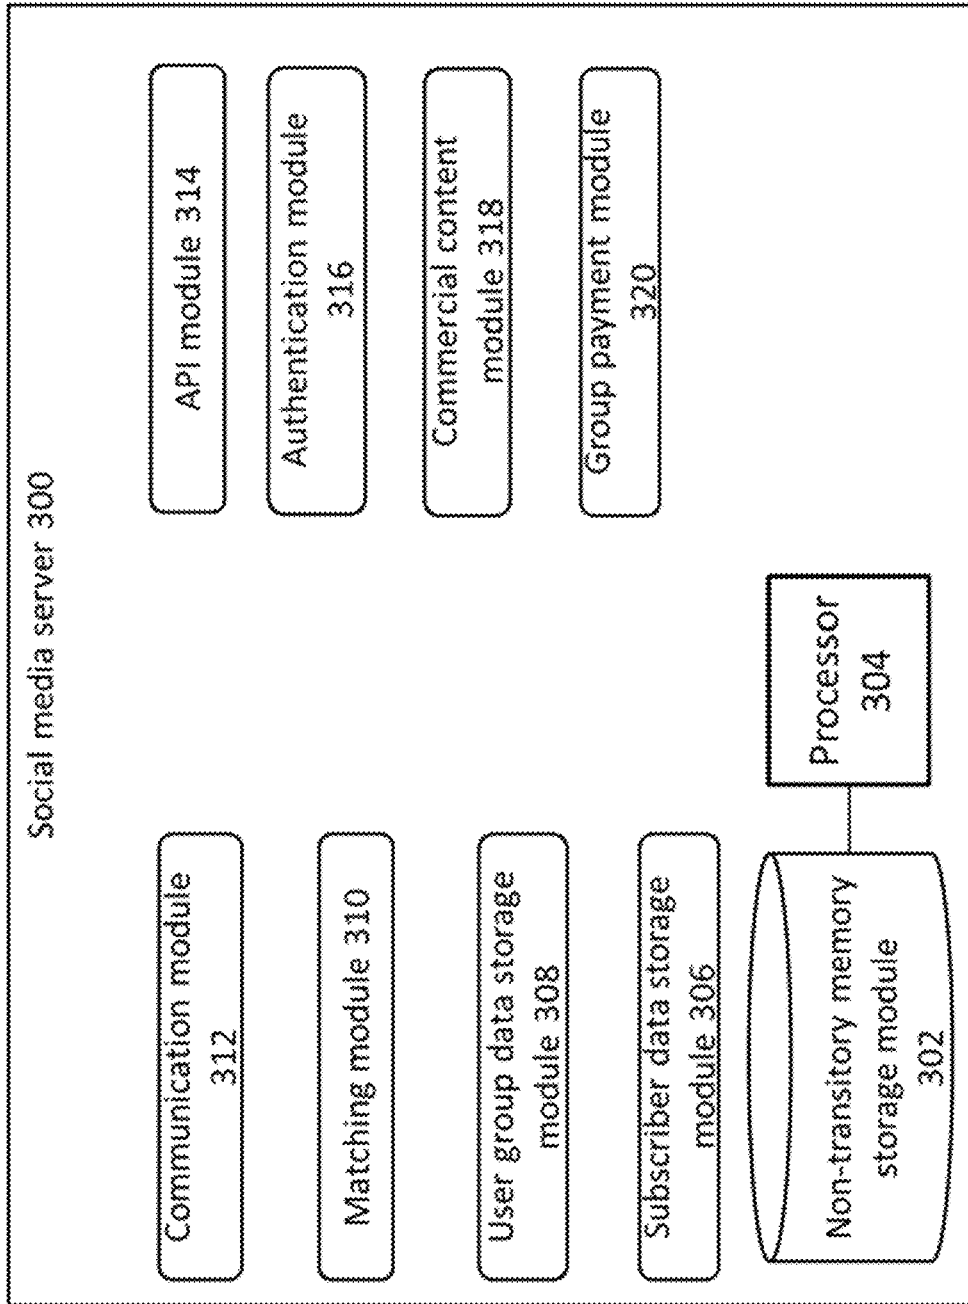 Social media server 300
Communication module
312
Matching module 310
User group data storage
module 308
Subscriber data storage
module 306
Non-transitory memory
storage module
302
Processor
304
API module 314
Authentication module
316
Commercial content
module 318
Group payment module
320